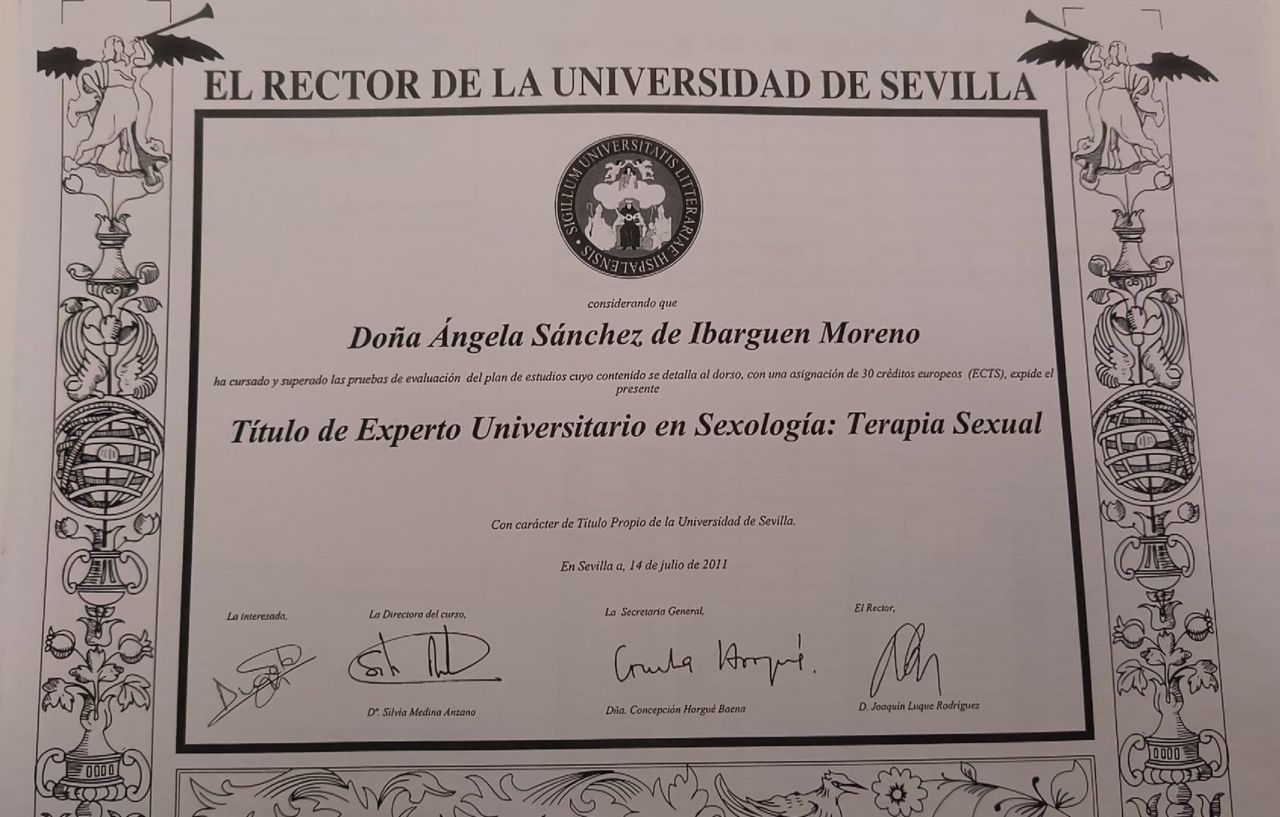 EL RECTOR DE LA UNIVERSIDAD DE SEVILLA
SIGILLUM UNIVERSITATIS LITTERARIAE HISPALENSIS
considerando que
Doña Ángela Sánchez de Ibarguen Moreno
ha cursado y superado las pruebas de evaluación del plan de estudios cuyo contenido se detalla al dorso, con una asignación de 30 créditos europeos (ECTS), expide el
presente
Título de Experto Universitario en Sexología: Terapia Sexual
Con carácter de Título Propio de la Universidad de Sevilla.
En Sevilla a, 14 de julio de 2011
La interesada,
La Directora del curso,
La Secretaria General,
El Rector,
Dª. Silvia Medina Anzano
Dña. Concepción Horgué Baena
D. Joaquín Luque Rodríguez